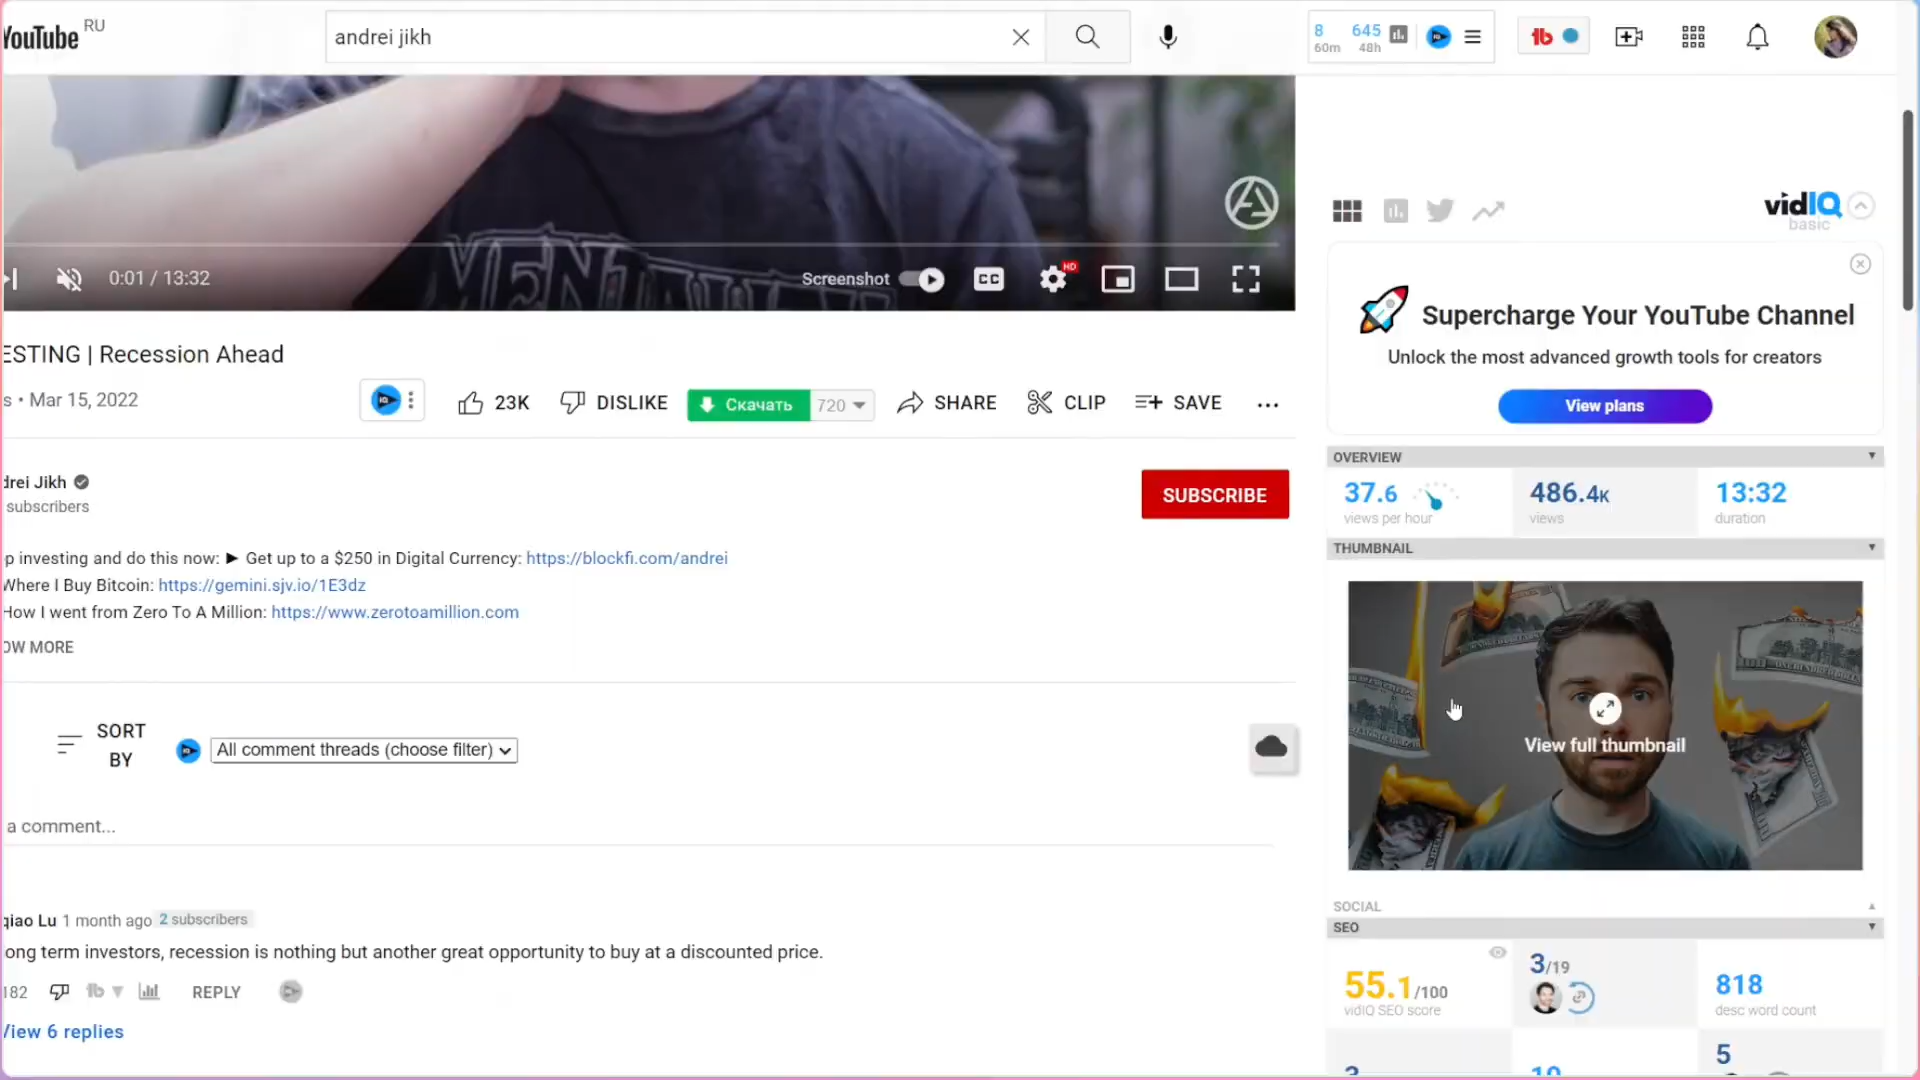 YouTube RU
andrei jikh
8 645
60m 48h
0:01 / 13:32
Screenshot
CC
HD
ESTING | Recession Ahead
s • Mar 15, 2022
23K DISLIKE Скачать 720 SHARE CLIP SAVE ...
drei Jikh
subscribers
SUBSCRIBE
p investing and do this now: ► Get up to a $250 in Digital Currency: https://blockfi.com/andrei
Where I Buy Bitcoin: https://gemini.sjv.io/1E3dz
How I went from Zero To A Million: https://www.zerotoamillion.com
OW MORE
SORT
BY
All comment threads (choose filter)
a comment...
qiao Lu 1 month ago 2 subscribers
ong term investors, recession is nothing but another great opportunity to buy at a discounted price.
182 REPLY
View 6 replies
vidIQ
basic
Supercharge Your YouTube Channel
Unlock the most advanced growth tools for creators
View plans
OVERVIEW
37.6 486.4K 13:32
views per hour views duration
THUMBNAIL
View full thumbnail
SOCIAL
SEO
55.1/100 3/19 818
vidIQ SEO score desc word count
5